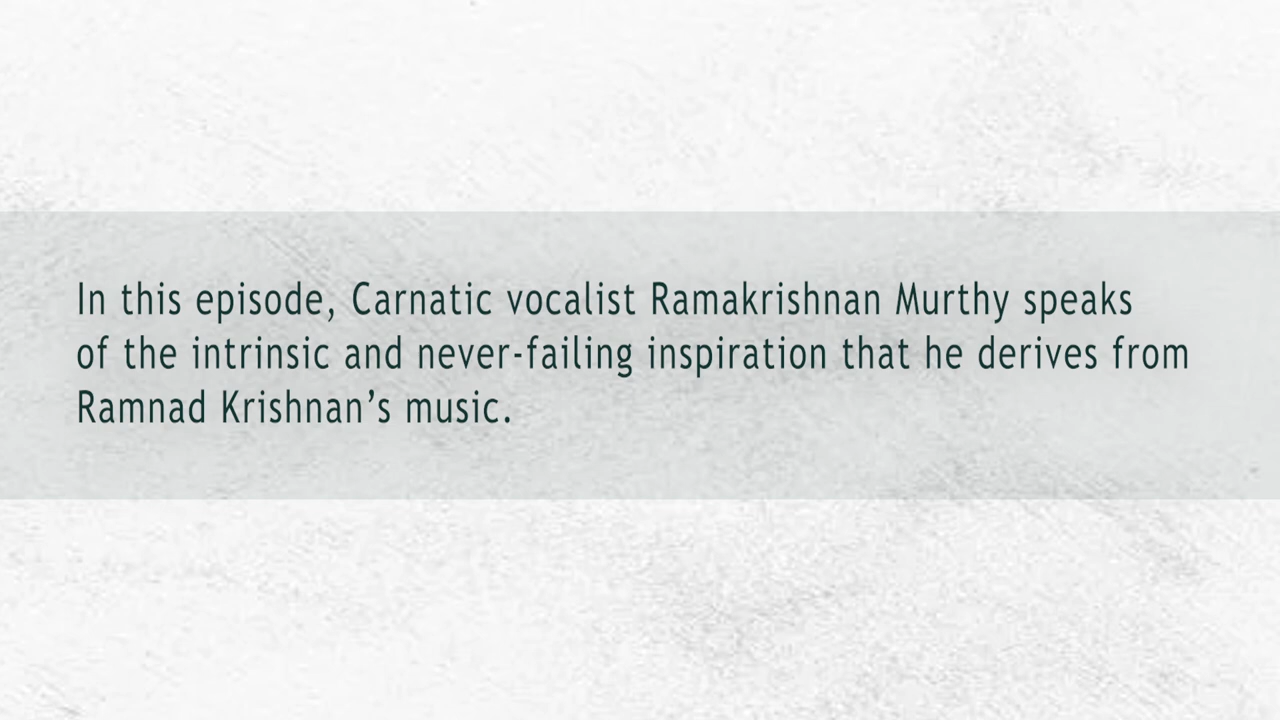 In this episode, Carnatic vocalist Ramakrishnan Murthy speaks
of the intrinsic and never-failing inspiration that he derives from
Ramnad Krishnan’s music.